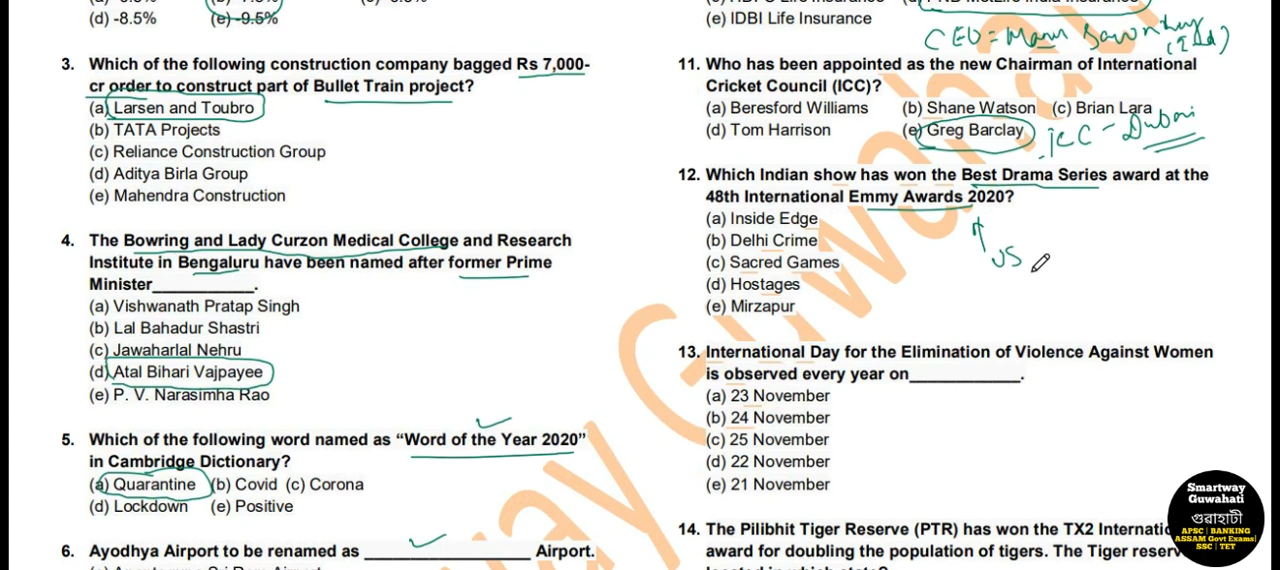 (d) -8.5% (e) -9.5%
3. Which of the following construction company bagged Rs 7,000-
cr order to construct part of Bullet Train project?
(a) Larsen and Toubro
(b) TATA Projects
(c) Reliance Construction Group
(d) Aditya Birla Group
(e) Mahendra Construction
4. The Bowring and Lady Curzon Medical College and Research
Institute in Bengaluru have been named after former Prime
Minister____________.
(a) Vishwanath Pratap Singh
(b) Lal Bahadur Shastri
(c) Jawaharlal Nehru
(d) Atal Bihari Vajpayee
(e) P. V. Narasimha Rao
5. Which of the following word named as “Word of the Year 2020”
in Cambridge Dictionary?
(a) Quarantine (b) Covid (c) Corona
(d) Lockdown (e) Positive
6. Ayodhya Airport to be renamed as ____________________ Airport.
(e) IDBI Life Insurance
CEO =
11. Who has been appointed as the new Chairman of International
Cricket Council (ICC)?
(a) Beresford Williams (b) Shane Watson (c) Brian Lara
(d) Tom Harrison (e) Greg Barclay
ICC - Dubai
12. Which Indian show has won the Best Drama Series award at the
48th International Emmy Awards 2020?
(a) Inside Edge
(b) Delhi Crime
(c) Sacred Games
(d) Hostages
(e) Mirzapur
US
13. International Day for the Elimination of Violence Against Women
is observed every year on_____________.
(a) 23 November
(b) 24 November
(c) 25 November
(d) 22 November
(e) 21 November
14. The Pilibhit Tiger Reserve (PTR) has won the TX2
award for doubling the population of tigers. The Tiger
Smartway
Guwahati
গুৱাহাটী
APSC | BANKING
ASSAM Govt Exams|
SSC | TET